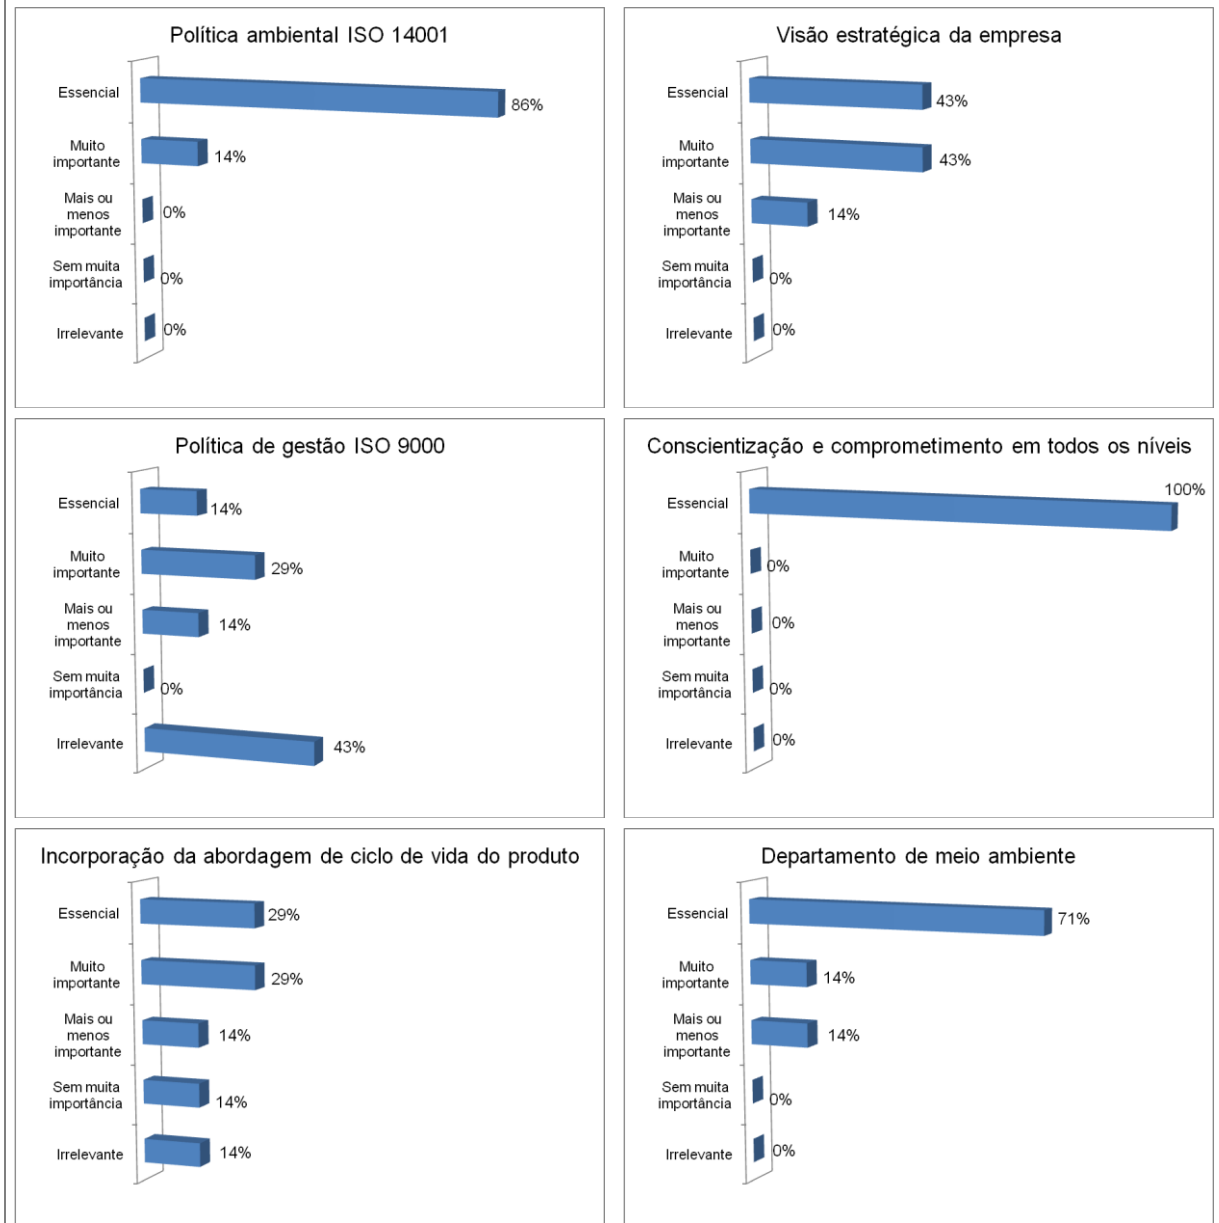 Política ambiental ISO 14001
Essencial
86%
Muito
importante
14%
Mais ou
menos
importante
0%
Sem muita
importância
0%
Irrelevante
0%
Visão estratégica da empresa
Essencial
43%
Muito
importante
43%
Mais ou
menos
importante
14%
Sem muita
importância
0%
Irrelevante
0%
Política de gestão ISO 9000
Essencial
14%
Muito
importante
29%
Mais ou
menos
importante
14%
Sem muita
importância
0%
Irrelevante
43%
Conscientização e comprometimento em todos os níveis
Essencial
100%
Muito
importante
0%
Mais ou
menos
importante
0%
Sem muita
importância
0%
Irrelevante
0%
Incorporação da abordagem de ciclo de vida do produto
Essencial
29%
Muito
importante
29%
Mais ou
menos
importante
14%
Sem muita
importância
14%
Irrelevante
14%
Departamento de meio ambiente
Essencial
71%
Muito
importante
14%
Mais ou
menos
importante
14%
Sem muita
importância
0%
Irrelevante
0%